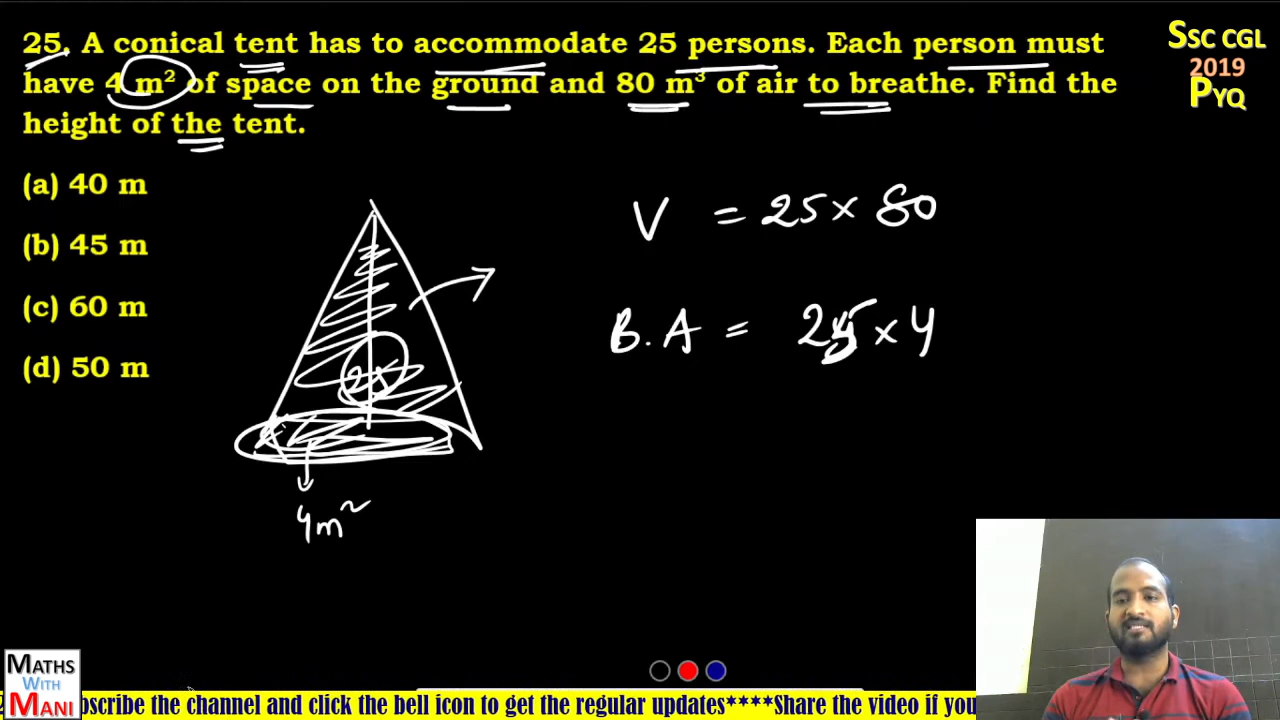 25. A conical tent has to accommodate 25 persons. Each person must
have 4 m² of space on the ground and 80 m³ of air to breathe. Find the
height of the tent.
SSC CGL
2019
PYQ
(a) 40 m
(b) 45 m
(c) 60 m
(d) 50 m
V = 25 × 80
B.A = 25 × 4
25
4m²
MATHS
WITH
MANI
bscribe the channel and click the bell icon to get the regular updates****Share the video if you